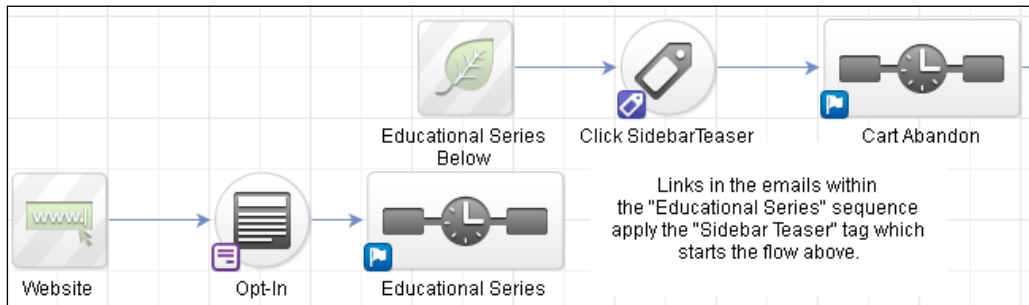 Educational Series
Below
Click SidebarTeaser
Cart Abandon
Links in the emails within
the "Educational Series" sequence
apply the "Sidebar Teaser" tag which
starts the flow above.
www.
Website
Opt-In
Educational Series